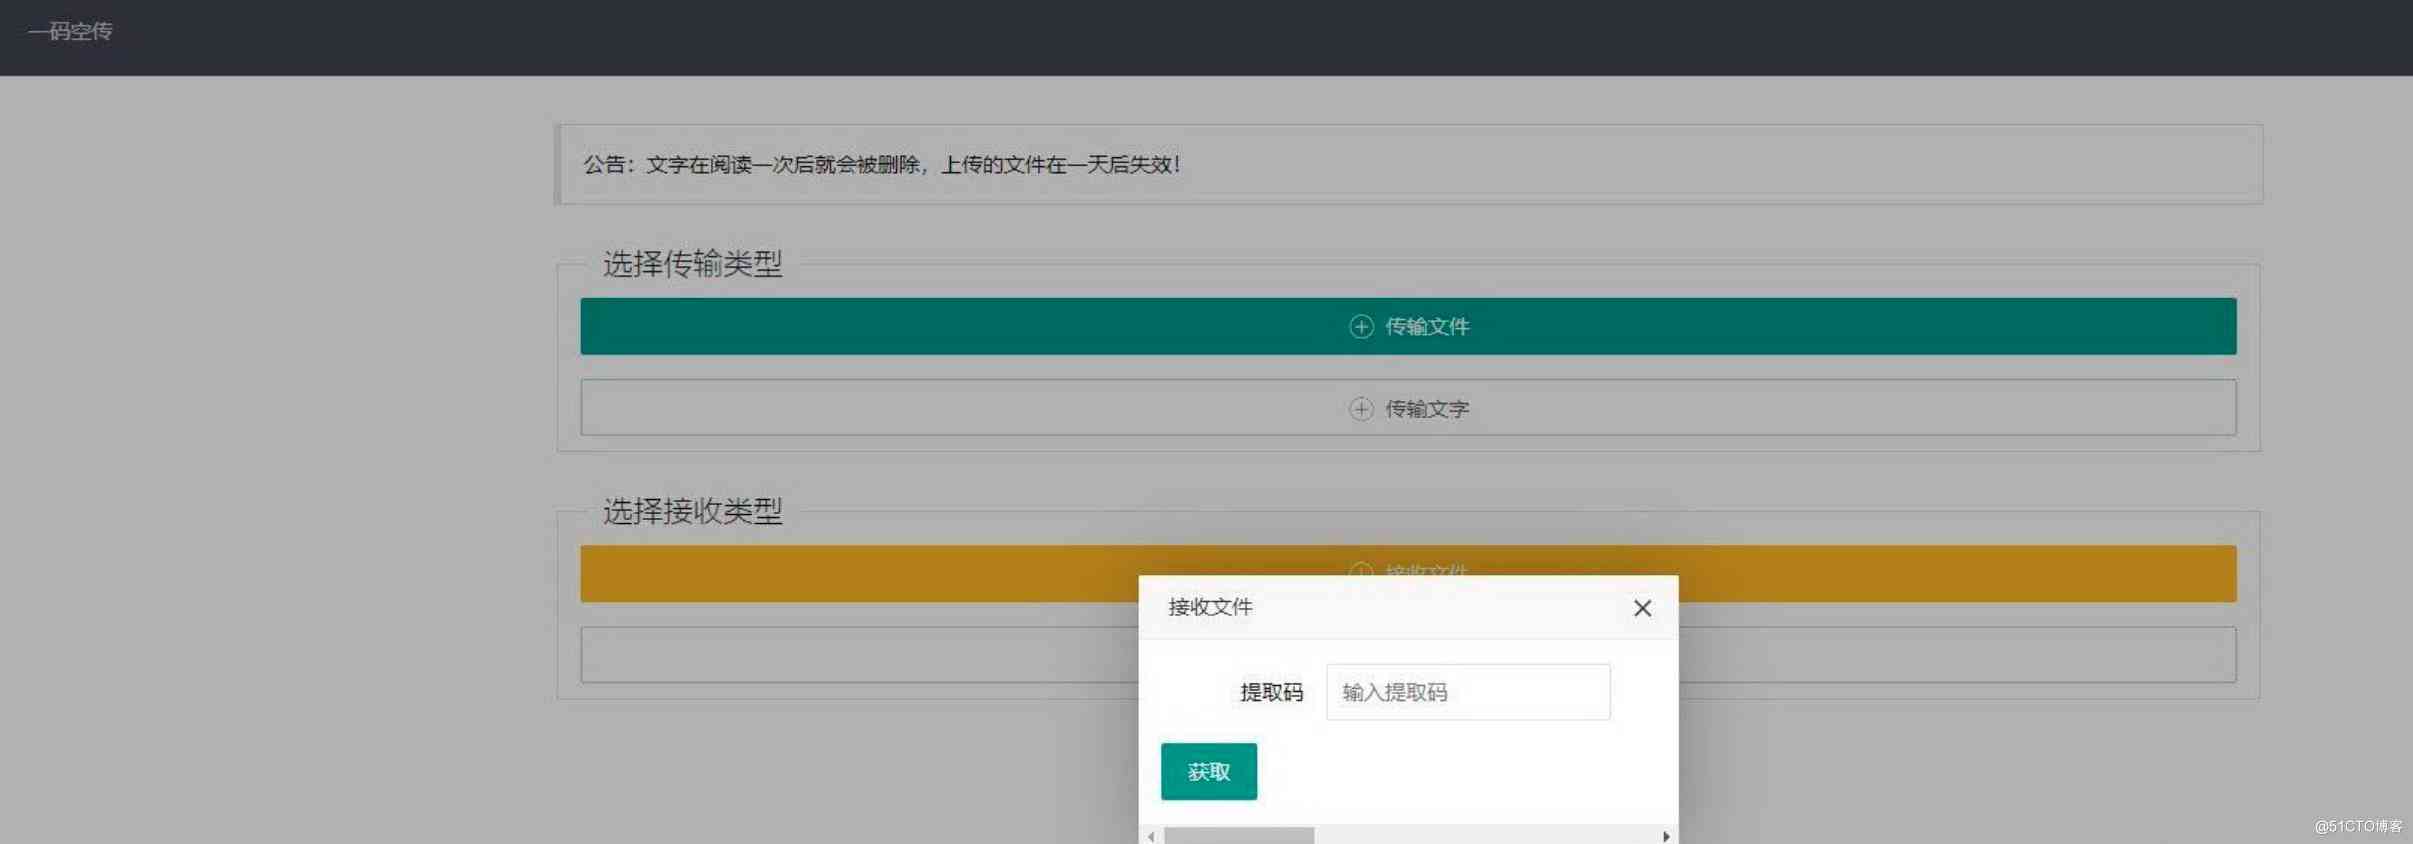 一码空传
公告：文字在阅读一次后就会被删除，上传的文件在一天后失效！
选择传输类型
传输文件
传输文字
选择接收类型
接收文件
接收文件
提取码 输入提取码
获取
@51CTO博客